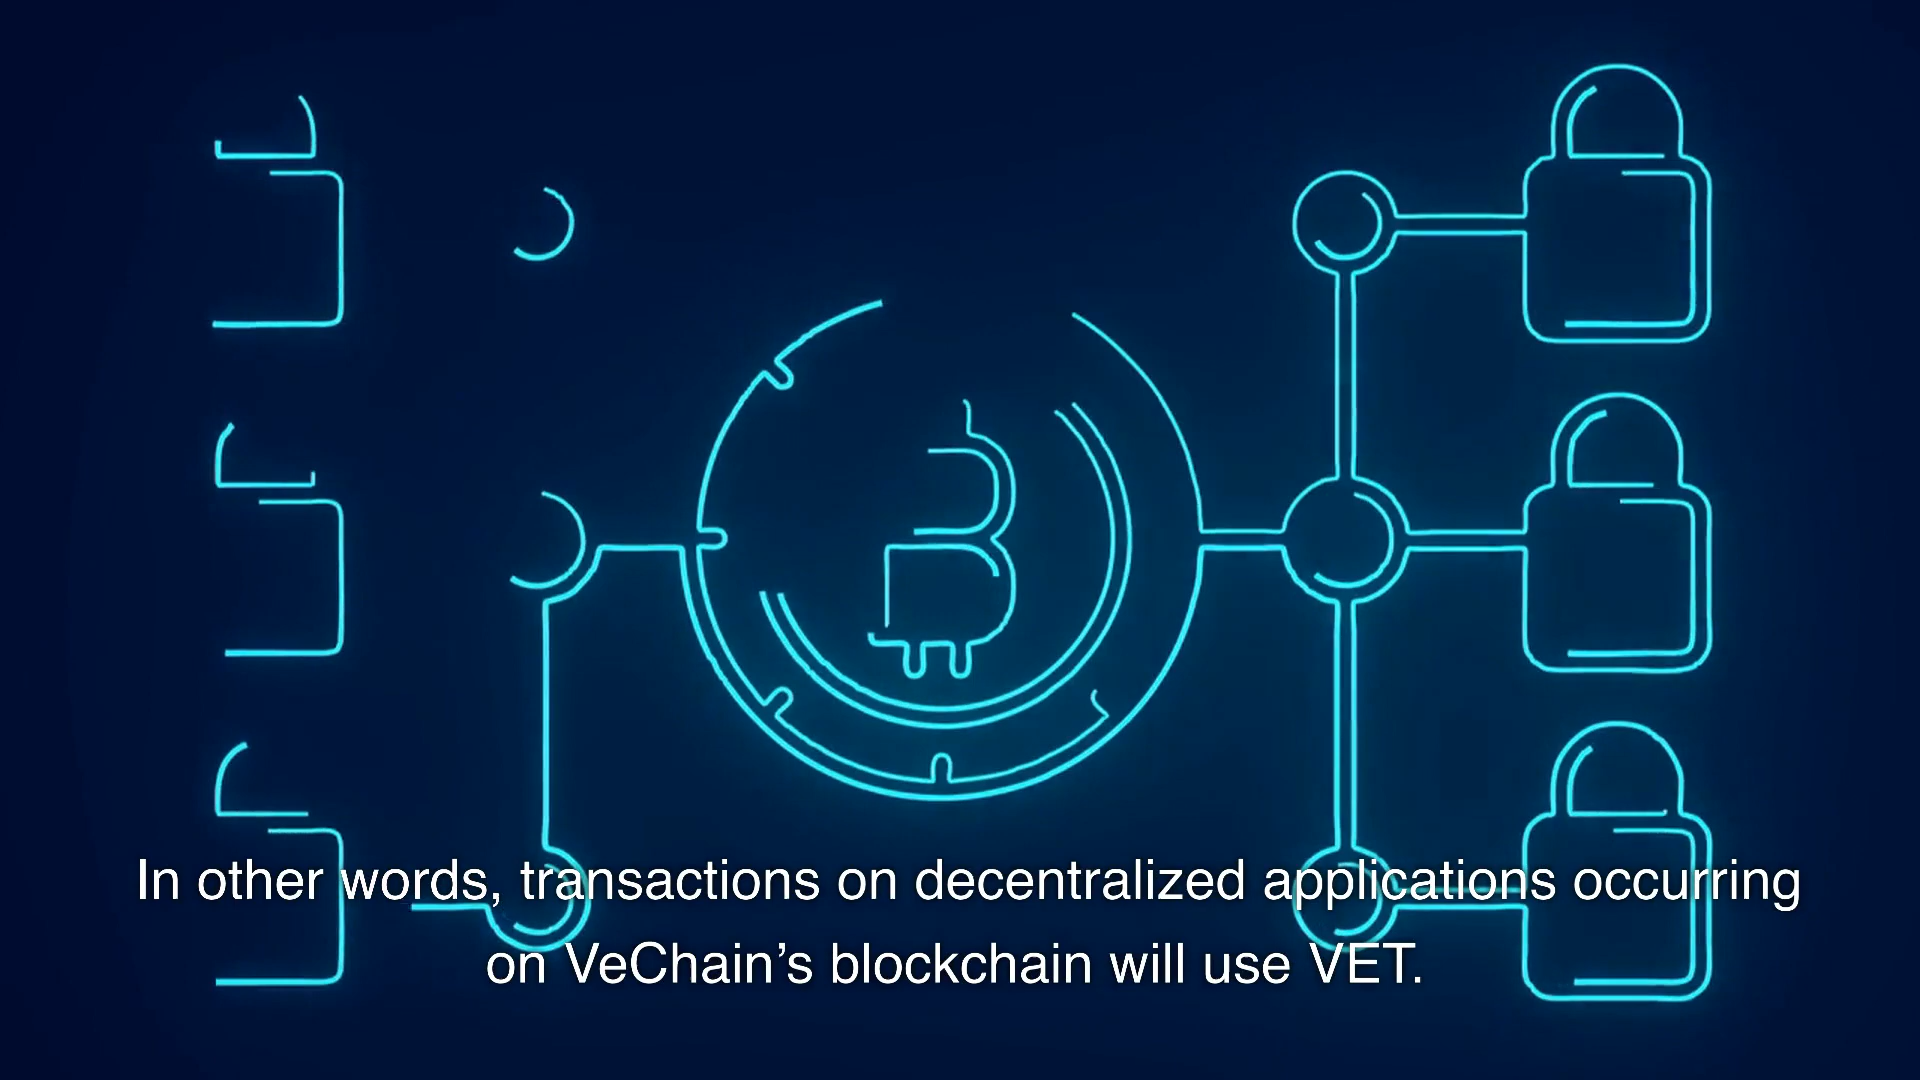 In other words, transactions on decentralized applications occurring
on VeChain’s blockchain will use VET.